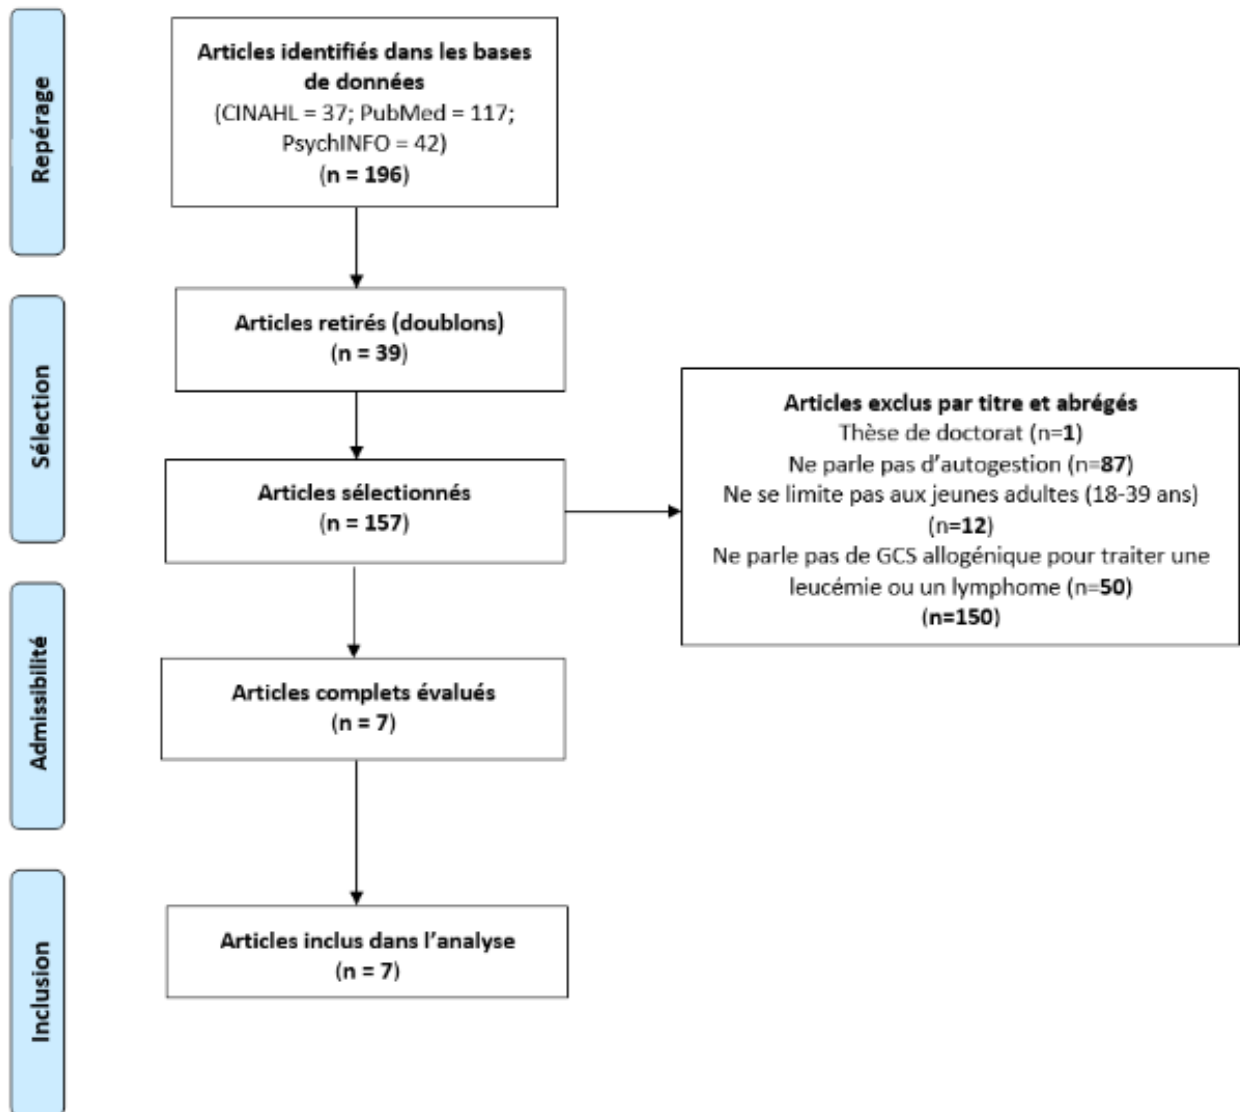 Repérage
Articles identifiés dans les bases
de données
(CINAHL = 37; PubMed = 117;
PsychINFO = 42)
(n = 196)
Sélection
Articles retirés (doublons)
(n = 39)
Articles sélectionnés
(n = 157)
Articles exclus par titre et abrégés
Thèse de doctorat (n=1)
Ne parle pas d'autogestion (n=87)
Ne se limite pas aux jeunes adultes (18-39 ans)
(n=12)
Ne parle pas de GCS allogénique pour traiter une
leucémie ou un lymphome (n=50)
(n=150)
Admissibilité
Articles complets évalués
(n = 7)
Inclusion
Articles inclus dans l'analyse
(n = 7)